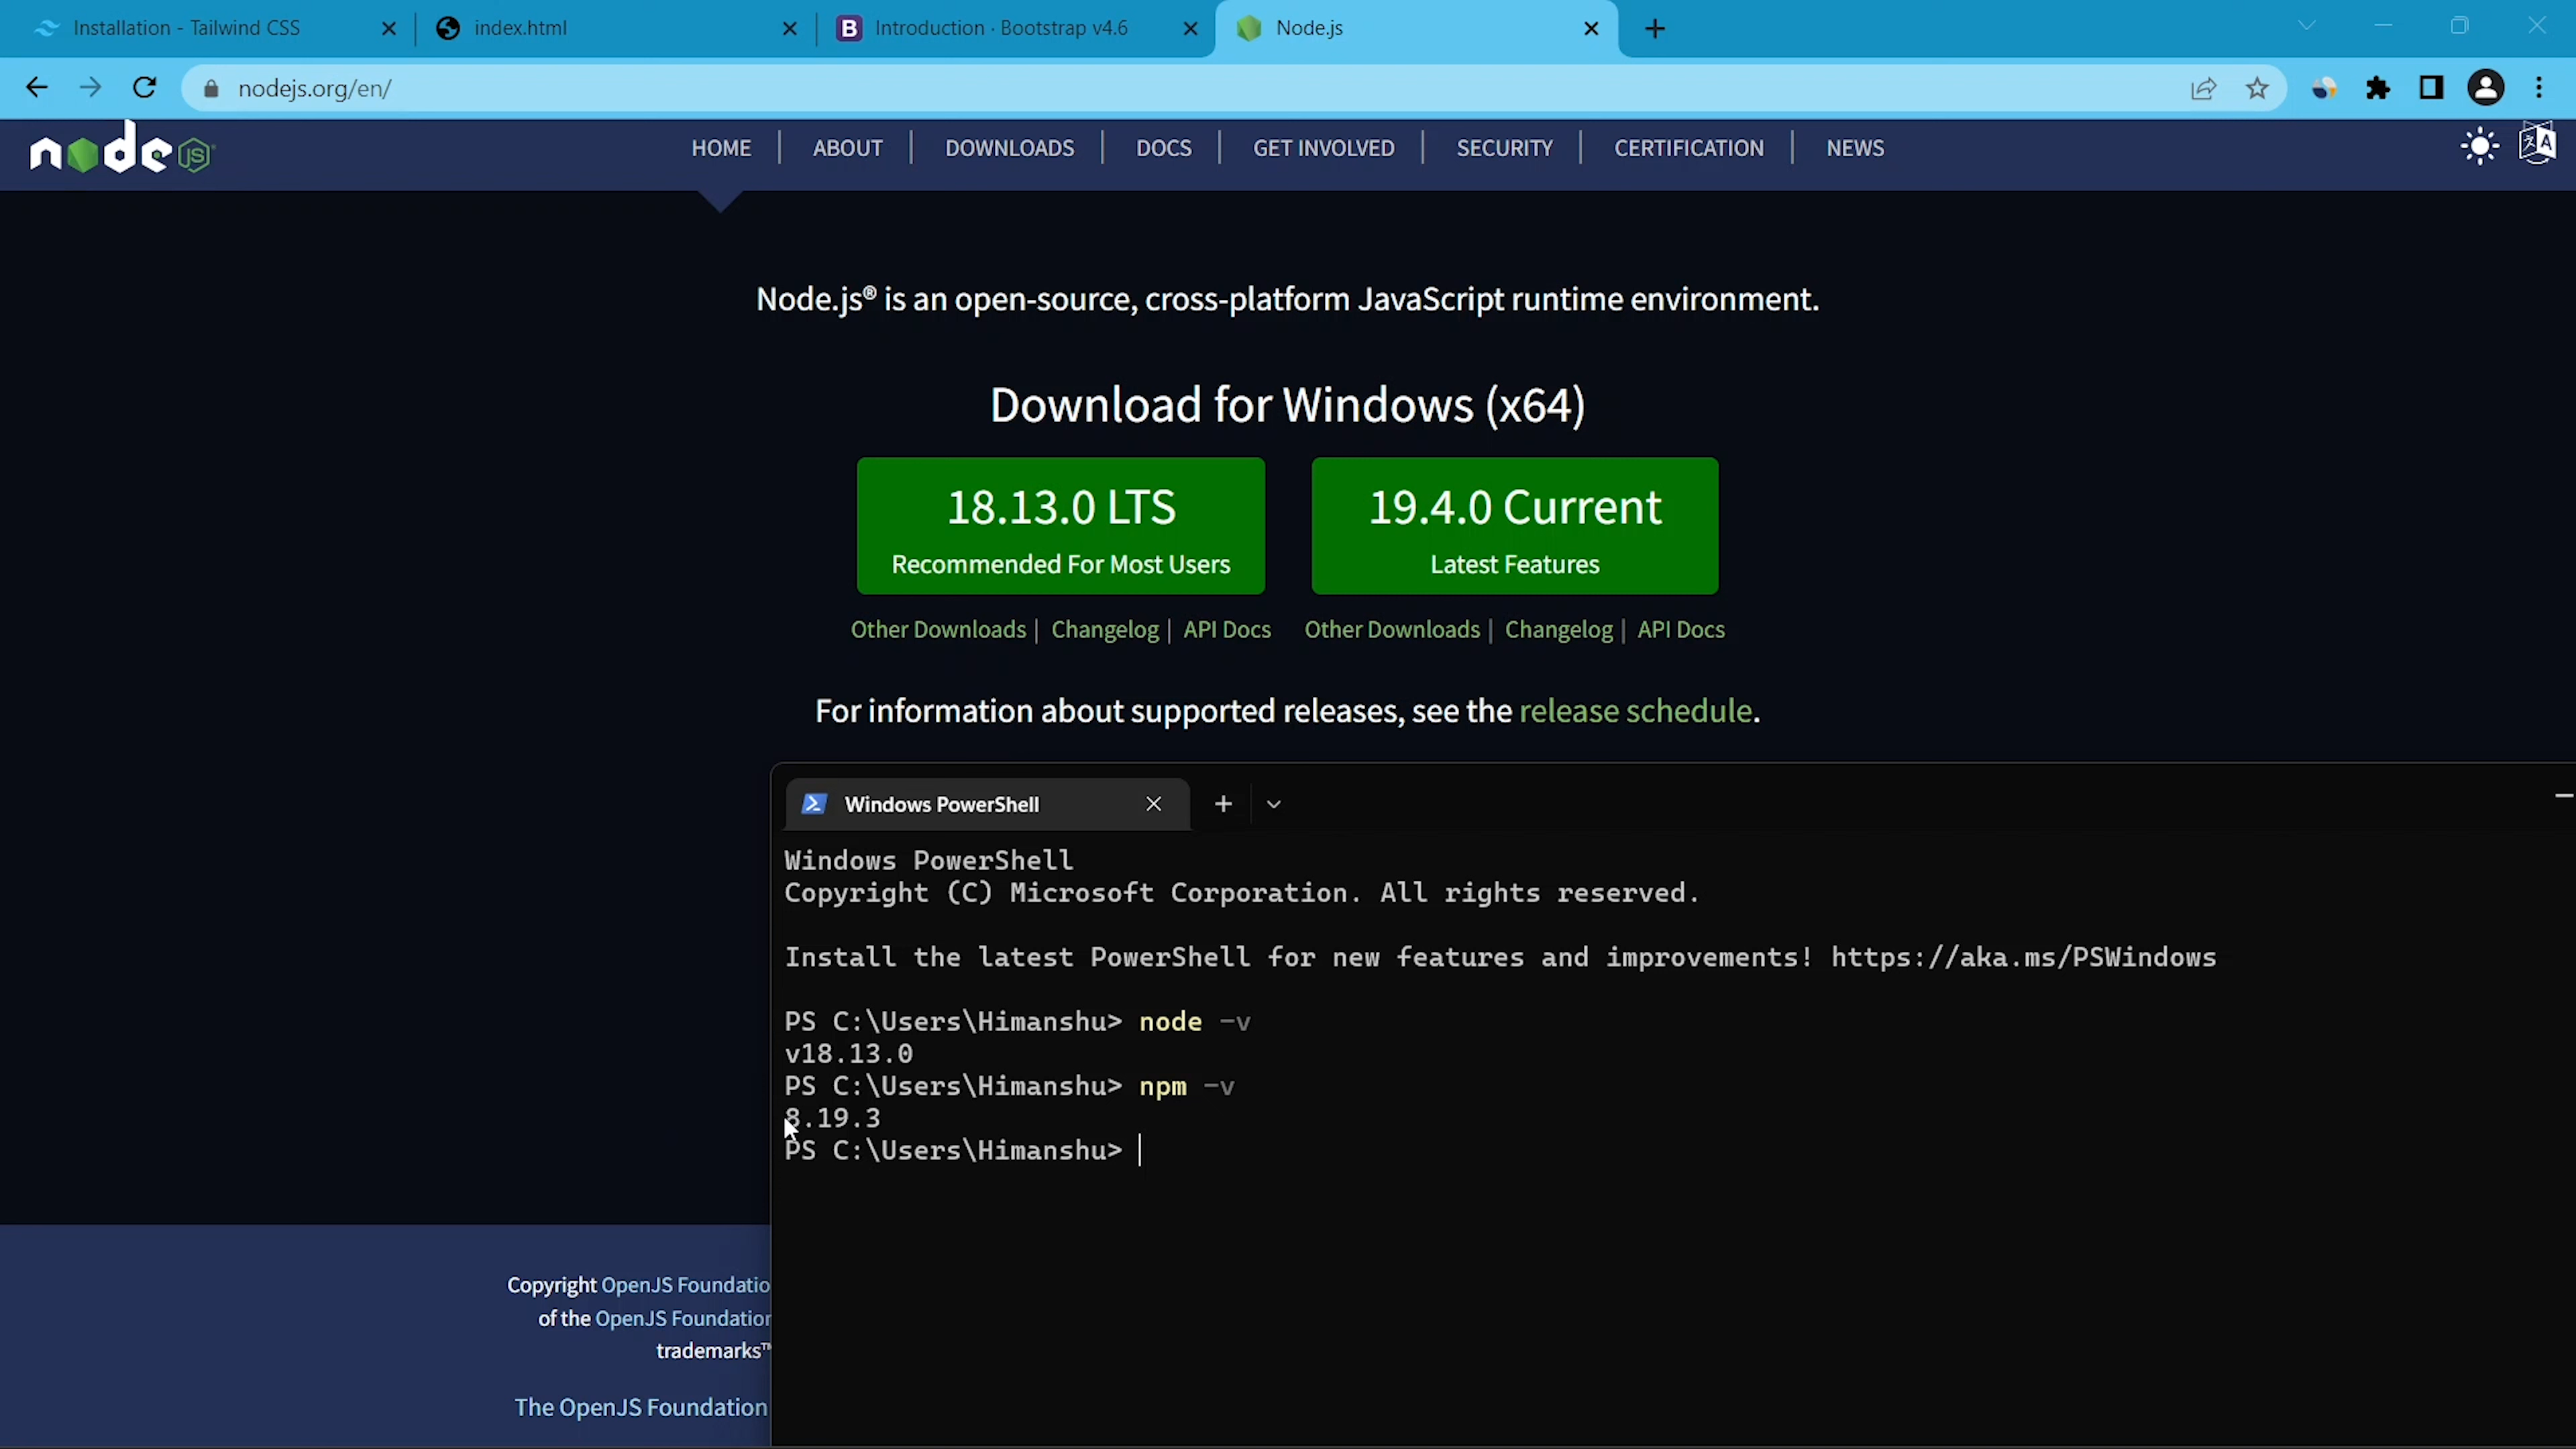 Installation - Tailwind CSS
index.html
B Introduction · Bootstrap v4.6
Node.js
nodejs.org/en/
node JS
HOME | ABOUT | DOWNLOADS | DOCS | GET INVOLVED | SECURITY | CERTIFICATION | NEWS
Node.js® is an open-source, cross-platform JavaScript runtime environment.
Download for Windows (x64)
18.13.0 LTS
Recommended For Most Users
19.4.0 Current
Latest Features
Other Downloads | Changelog | API Docs
Other Downloads | Changelog | API Docs
For information about supported releases, see the release schedule.
Windows PowerShell
Windows PowerShell
Copyright (C) Microsoft Corporation. All rights reserved.
Install the latest PowerShell for new features and improvements! https://aka.ms/PSWindows
PS C:\Users\Himanshu> node -v
v18.13.0
PS C:\Users\Himanshu> npm -v
8.19.3
PS C:\Users\Himanshu>
Copyright OpenJS Foundatio
of the OpenJS Foundation
trademarks™
The OpenJS Foundation